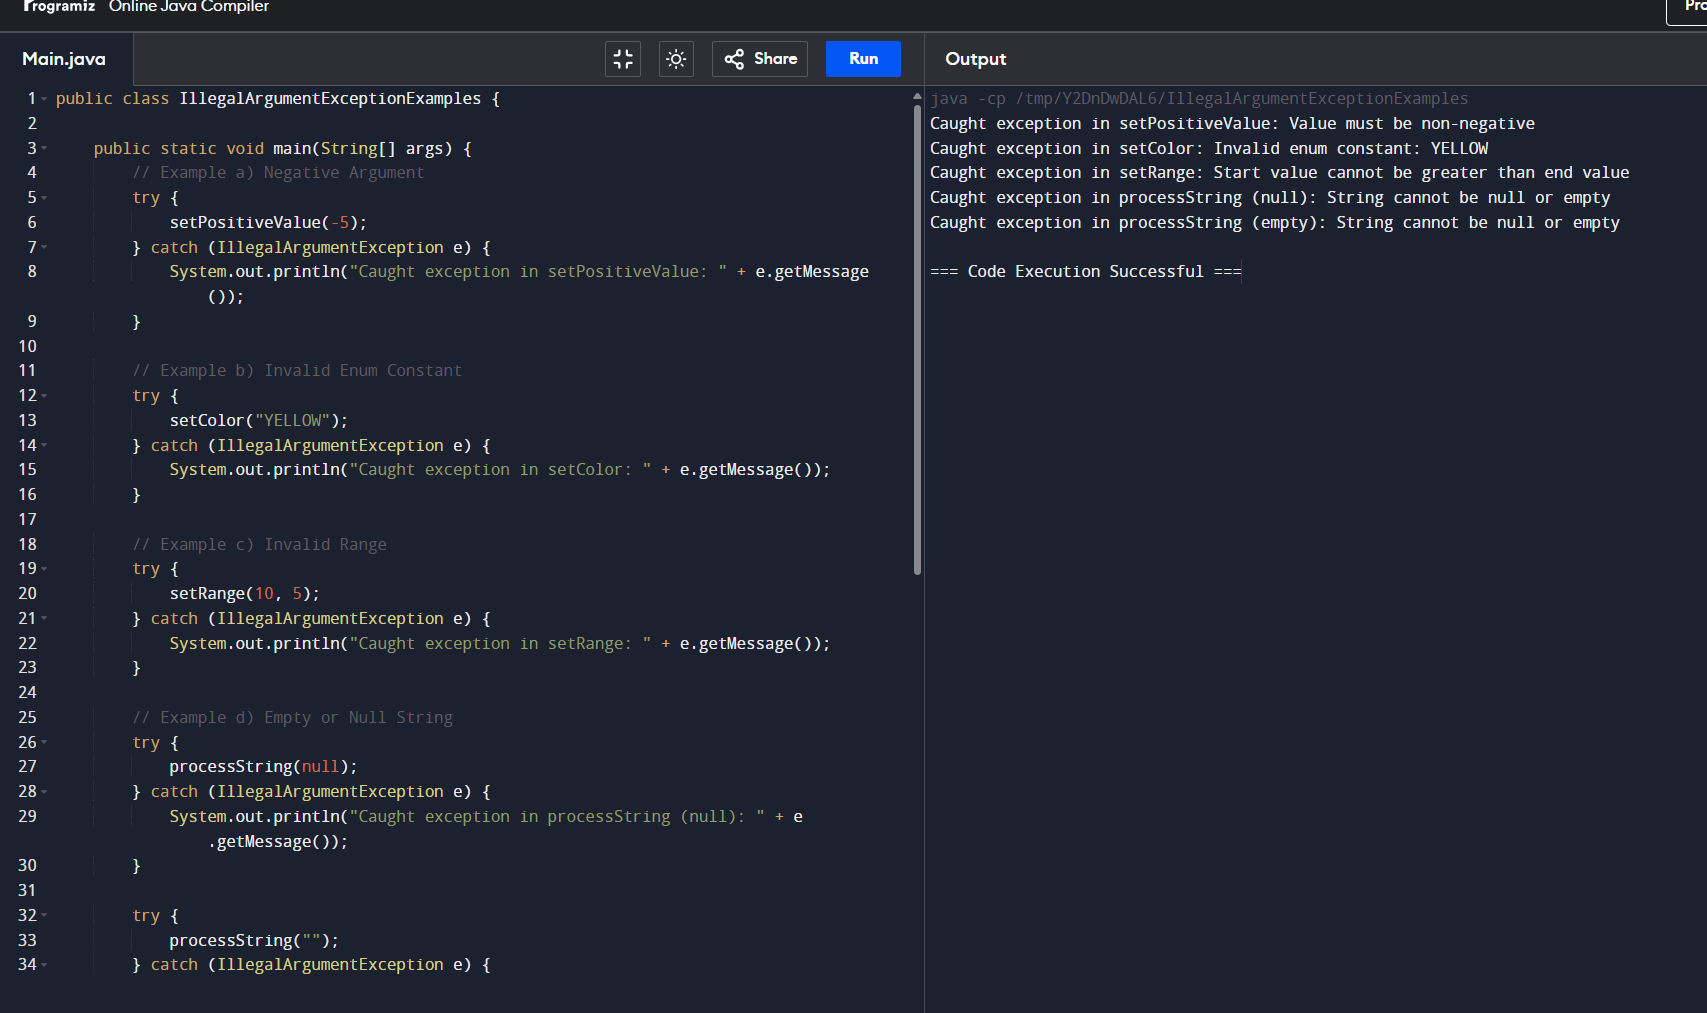 Programiz Online Java Compiler
Main.java
Share
Run
Output
1 public class IllegalArgumentExceptionExamples {
2
3 public static void main(String[] args) {
4 // Example a) Negative Argument
5 try {
6 setPositiveValue(-5);
7 } catch (IllegalArgumentException e) {
8 System.out.println("Caught exception in setPositiveValue: " + e.getMessage
());
9 }
10
11 // Example b) Invalid Enum Constant
12 try {
13 setColor("YELLOW");
14 } catch (IllegalArgumentException e) {
15 System.out.println("Caught exception in setColor: " + e.getMessage());
16 }
17
18 // Example c) Invalid Range
19 try {
20 setRange(10, 5);
21 } catch (IllegalArgumentException e) {
22 System.out.println("Caught exception in setRange: " + e.getMessage());
23 }
24
25 // Example d) Empty or Null String
26 try {
27 processString(null);
28 } catch (IllegalArgumentException e) {
29 System.out.println("Caught exception in processString (null): " + e
.getMessage());
30 }
31
32 try {
33 processString("");
34 } catch (IllegalArgumentException e) {
java -cp /tmp/Y2DnDwDAL6/IllegalArgumentExceptionExamples
Caught exception in setPositiveValue: Value must be non-negative
Caught exception in setColor: Invalid enum constant: YELLOW
Caught exception in setRange: Start value cannot be greater than end value
Caught exception in processString (null): String cannot be null or empty
Caught exception in processString (empty): String cannot be null or empty
=== Code Execution Successful ===